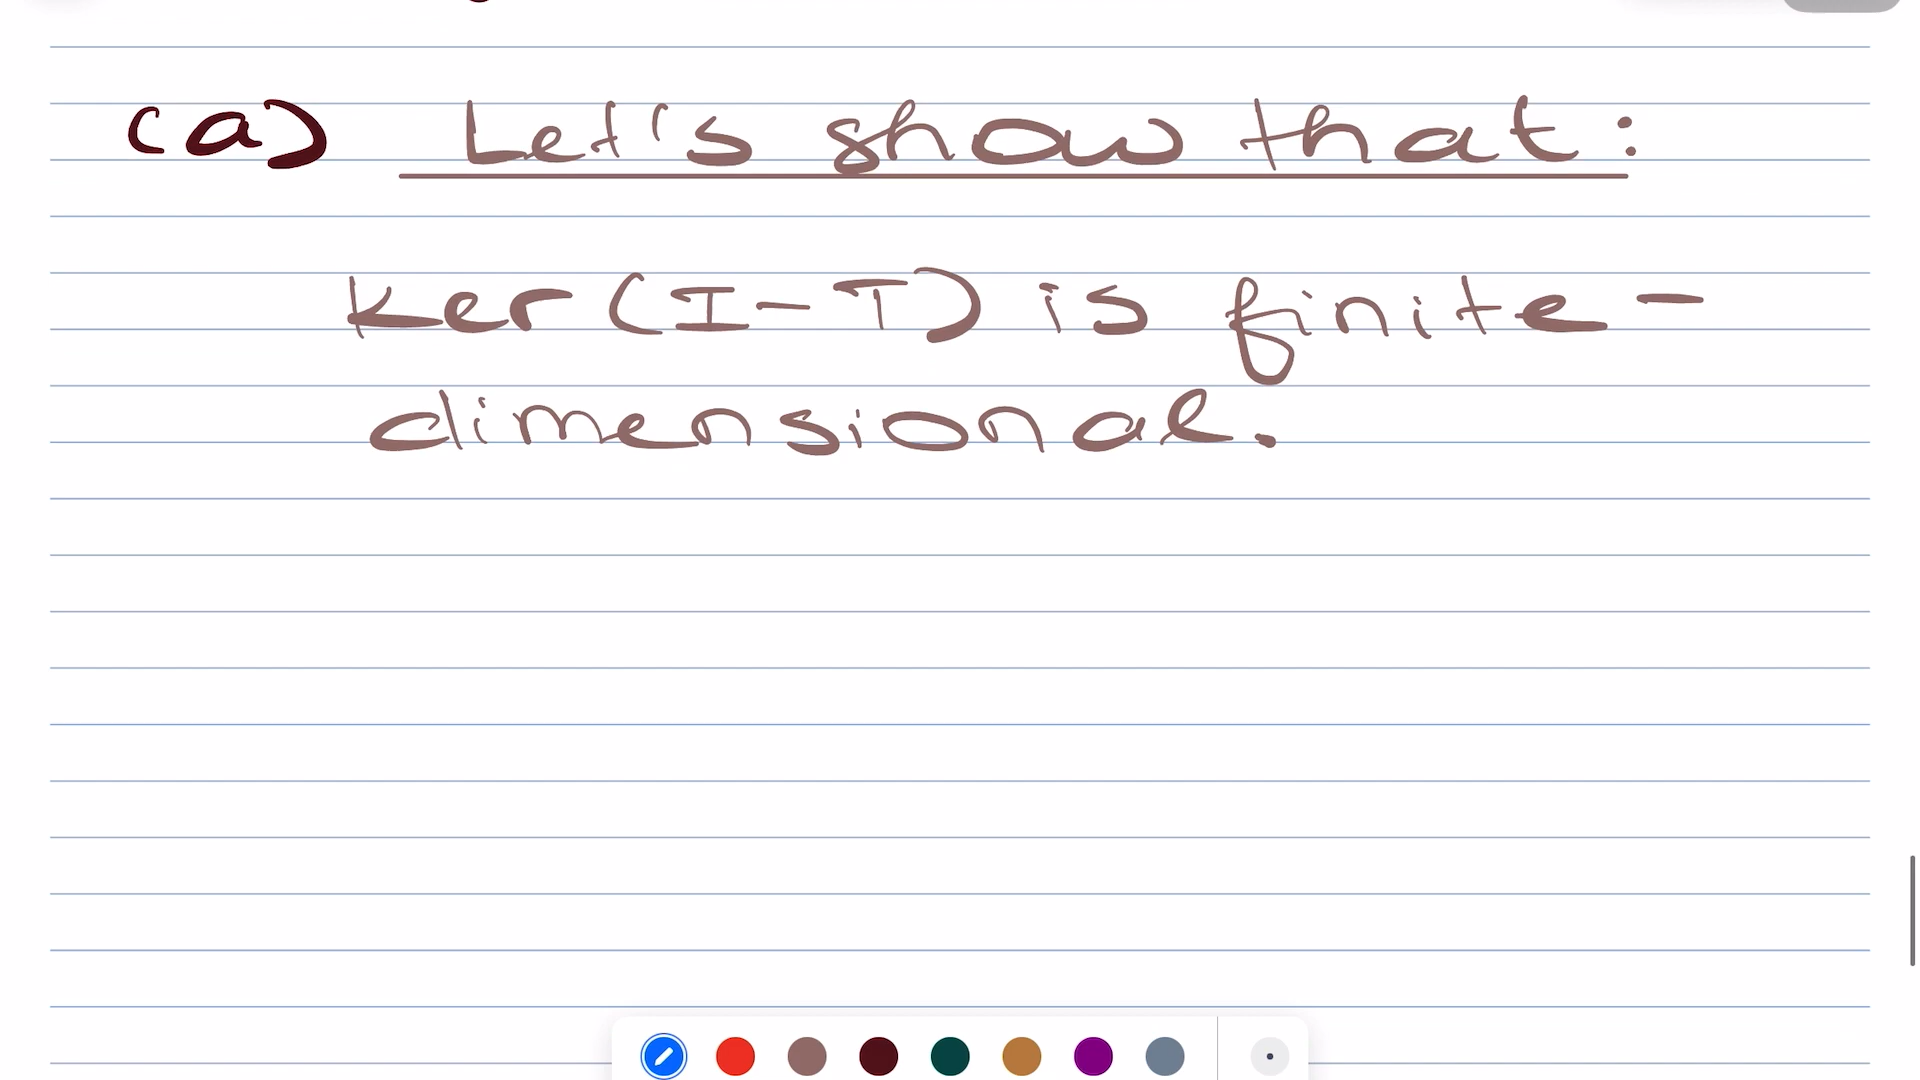 (a) Let's show that:
Ker(I-T) is finite-
dimensional.